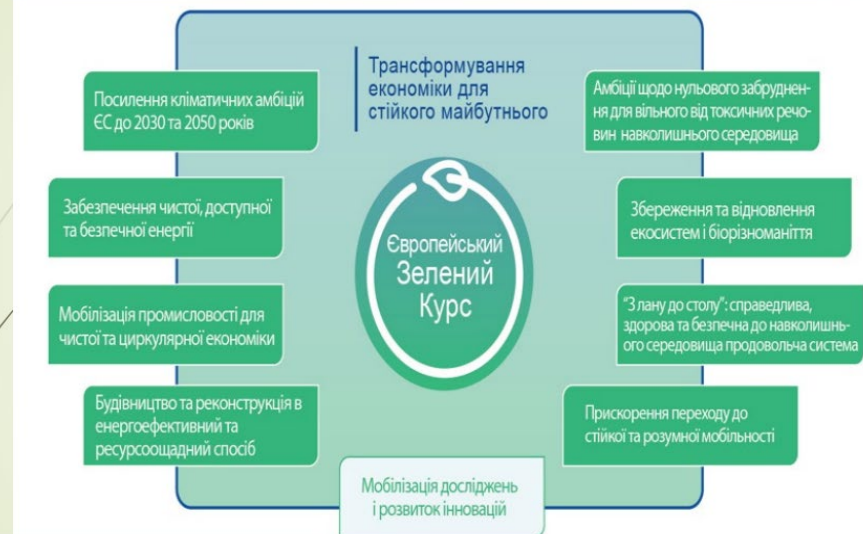 Трансформування
економіки для
стійкого майбутнього
Посилення кліматичних амбіцій
ЄС до 2030 та 2050 років
Забезпечення чистої, доступної
та безпечної енергії
Мобілізація промисловості для
чистої та циркулярної економіки
Будівництво та реконструкція в
енергоефективний та
ресурсоощадний спосіб
Європейський
Зелений
Курс
Амбіції щодо нульового забруднен-
ня для вільного від токсичних речо-
вин навколишнього середовища
Збереження та відновлення
екосистем і біорізноманіття
"З лану до столу": справедлива,
здорова та безпечна до навколишнь-
ого середовища продовольча система
Прискорення переходу до
стійкої та розумної мобільності
Мобілізація досліджень
і розвиток інновацій